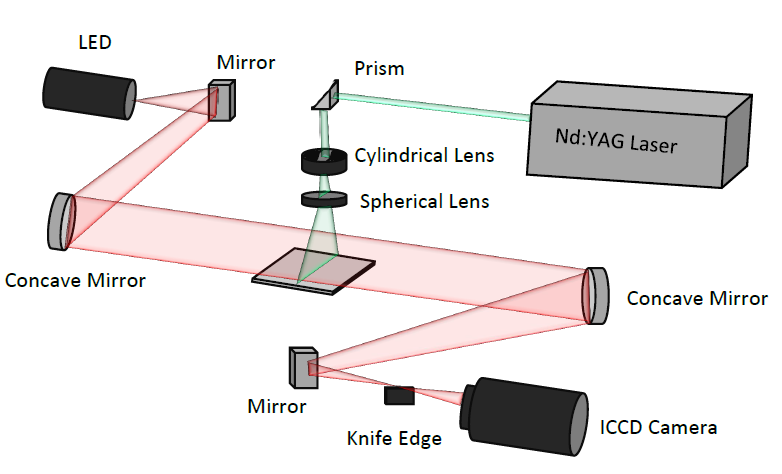 LED
Mirror
Prism
Nd:YAG Laser
Cylindrical Lens
Spherical Lens
Concave Mirror
Concave Mirror
Mirror
Knife Edge
ICCD Camera